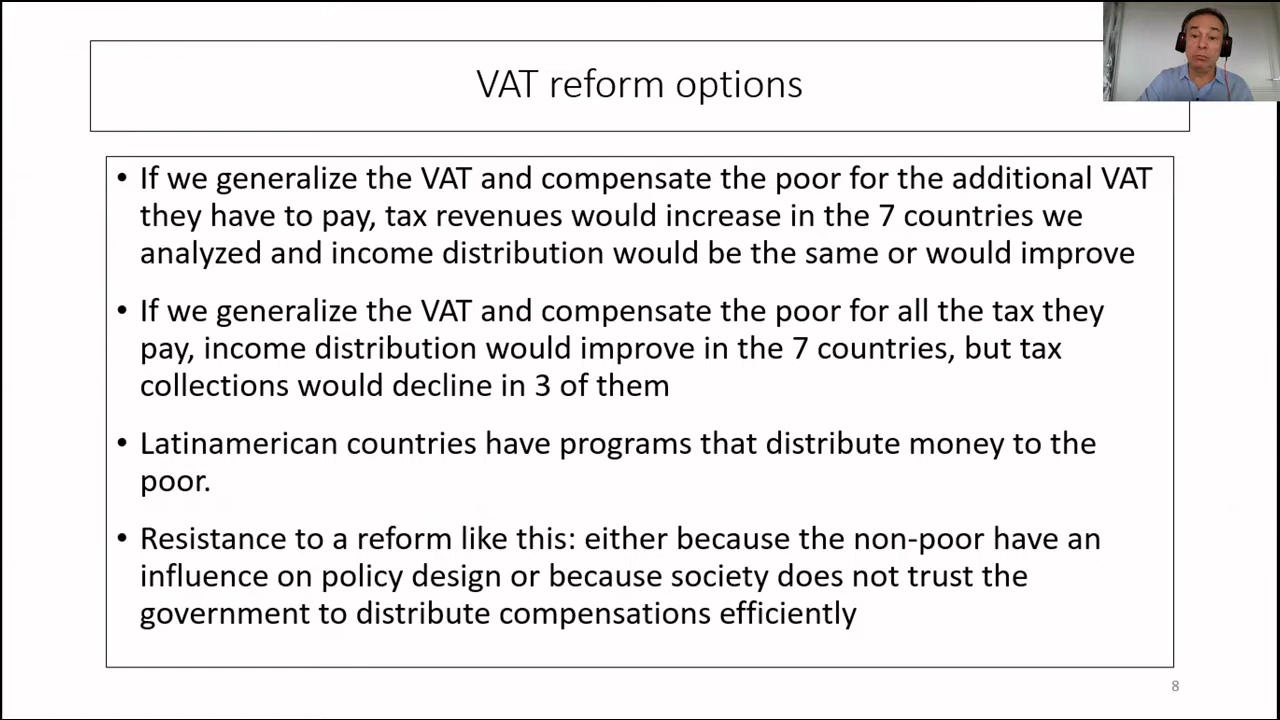 VAT reform options
• If we generalize the VAT and compensate the poor for the additional VAT
they have to pay, tax revenues would increase in the 7 countries we
analyzed and income distribution would be the same or would improve
• If we generalize the VAT and compensate the poor for all the tax they
pay, income distribution would improve in the 7 countries, but tax
collections would decline in 3 of them
• Latinamerican countries have programs that distribute money to the
poor.
• Resistance to a reform like this: either because the non-poor have an
influence on policy design or because society does not trust the
government to distribute compensations efficiently
8